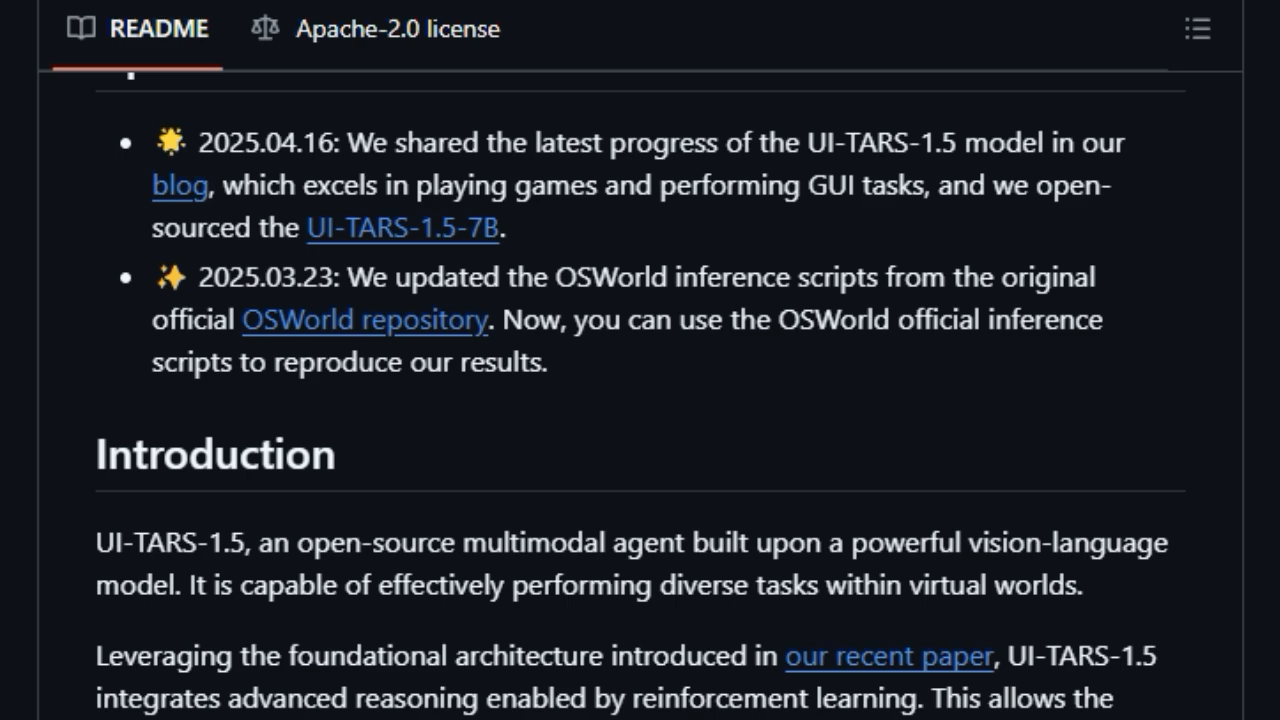 README
Apache-2.0 license
🌟 2025.04.16: We shared the latest progress of the UI-TARS-1.5 model in our
blog, which excels in playing games and performing GUI tasks, and we open-
sourced the UI-TARS-1.5-7B.
✨ 2025.03.23: We updated the OSWorld inference scripts from the original
official OSWorld repository. Now, you can use the OSWorld official inference
scripts to reproduce our results.
Introduction
UI-TARS-1.5, an open-source multimodal agent built upon a powerful vision-language
model. It is capable of effectively performing diverse tasks within virtual worlds.
Leveraging the foundational architecture introduced in our recent paper, UI-TARS-1.5
integrates advanced reasoning enabled by reinforcement learning. This allows the